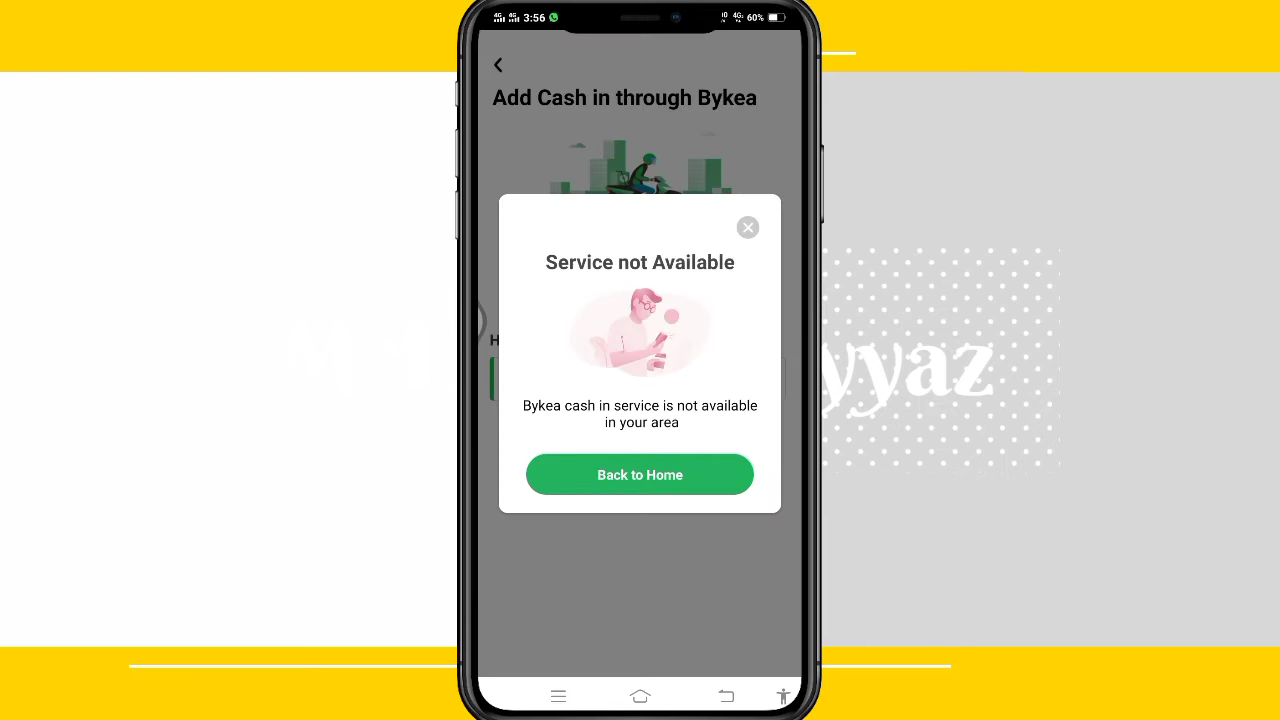 3:56
60%
Add Cash in through Bykea
Service not Available
H
Bykea cash in service is not available
in your area
Back to Home
yyaz